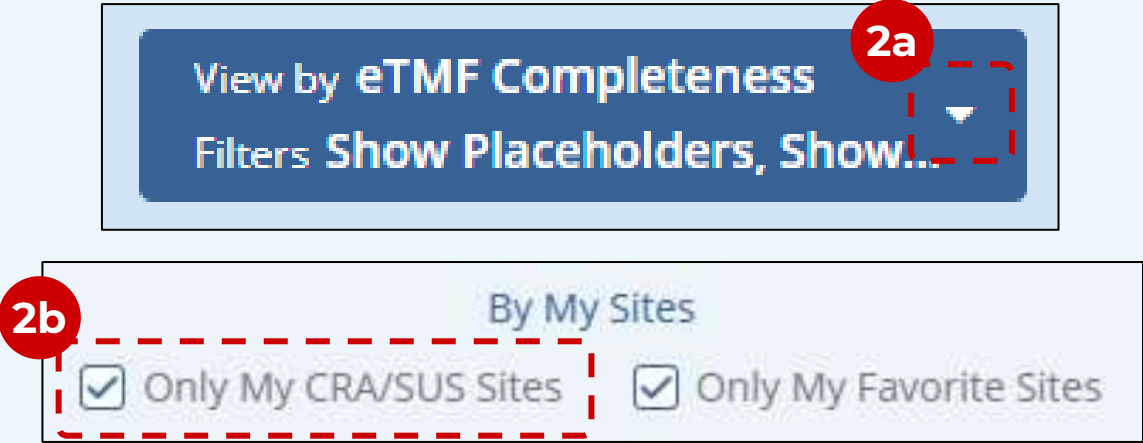 2a
View by eTMF Completeness
Filters Show Placeholders, Show...
By My Sites
2b
Only My CRA/SUS Sites Only My Favorite Sites